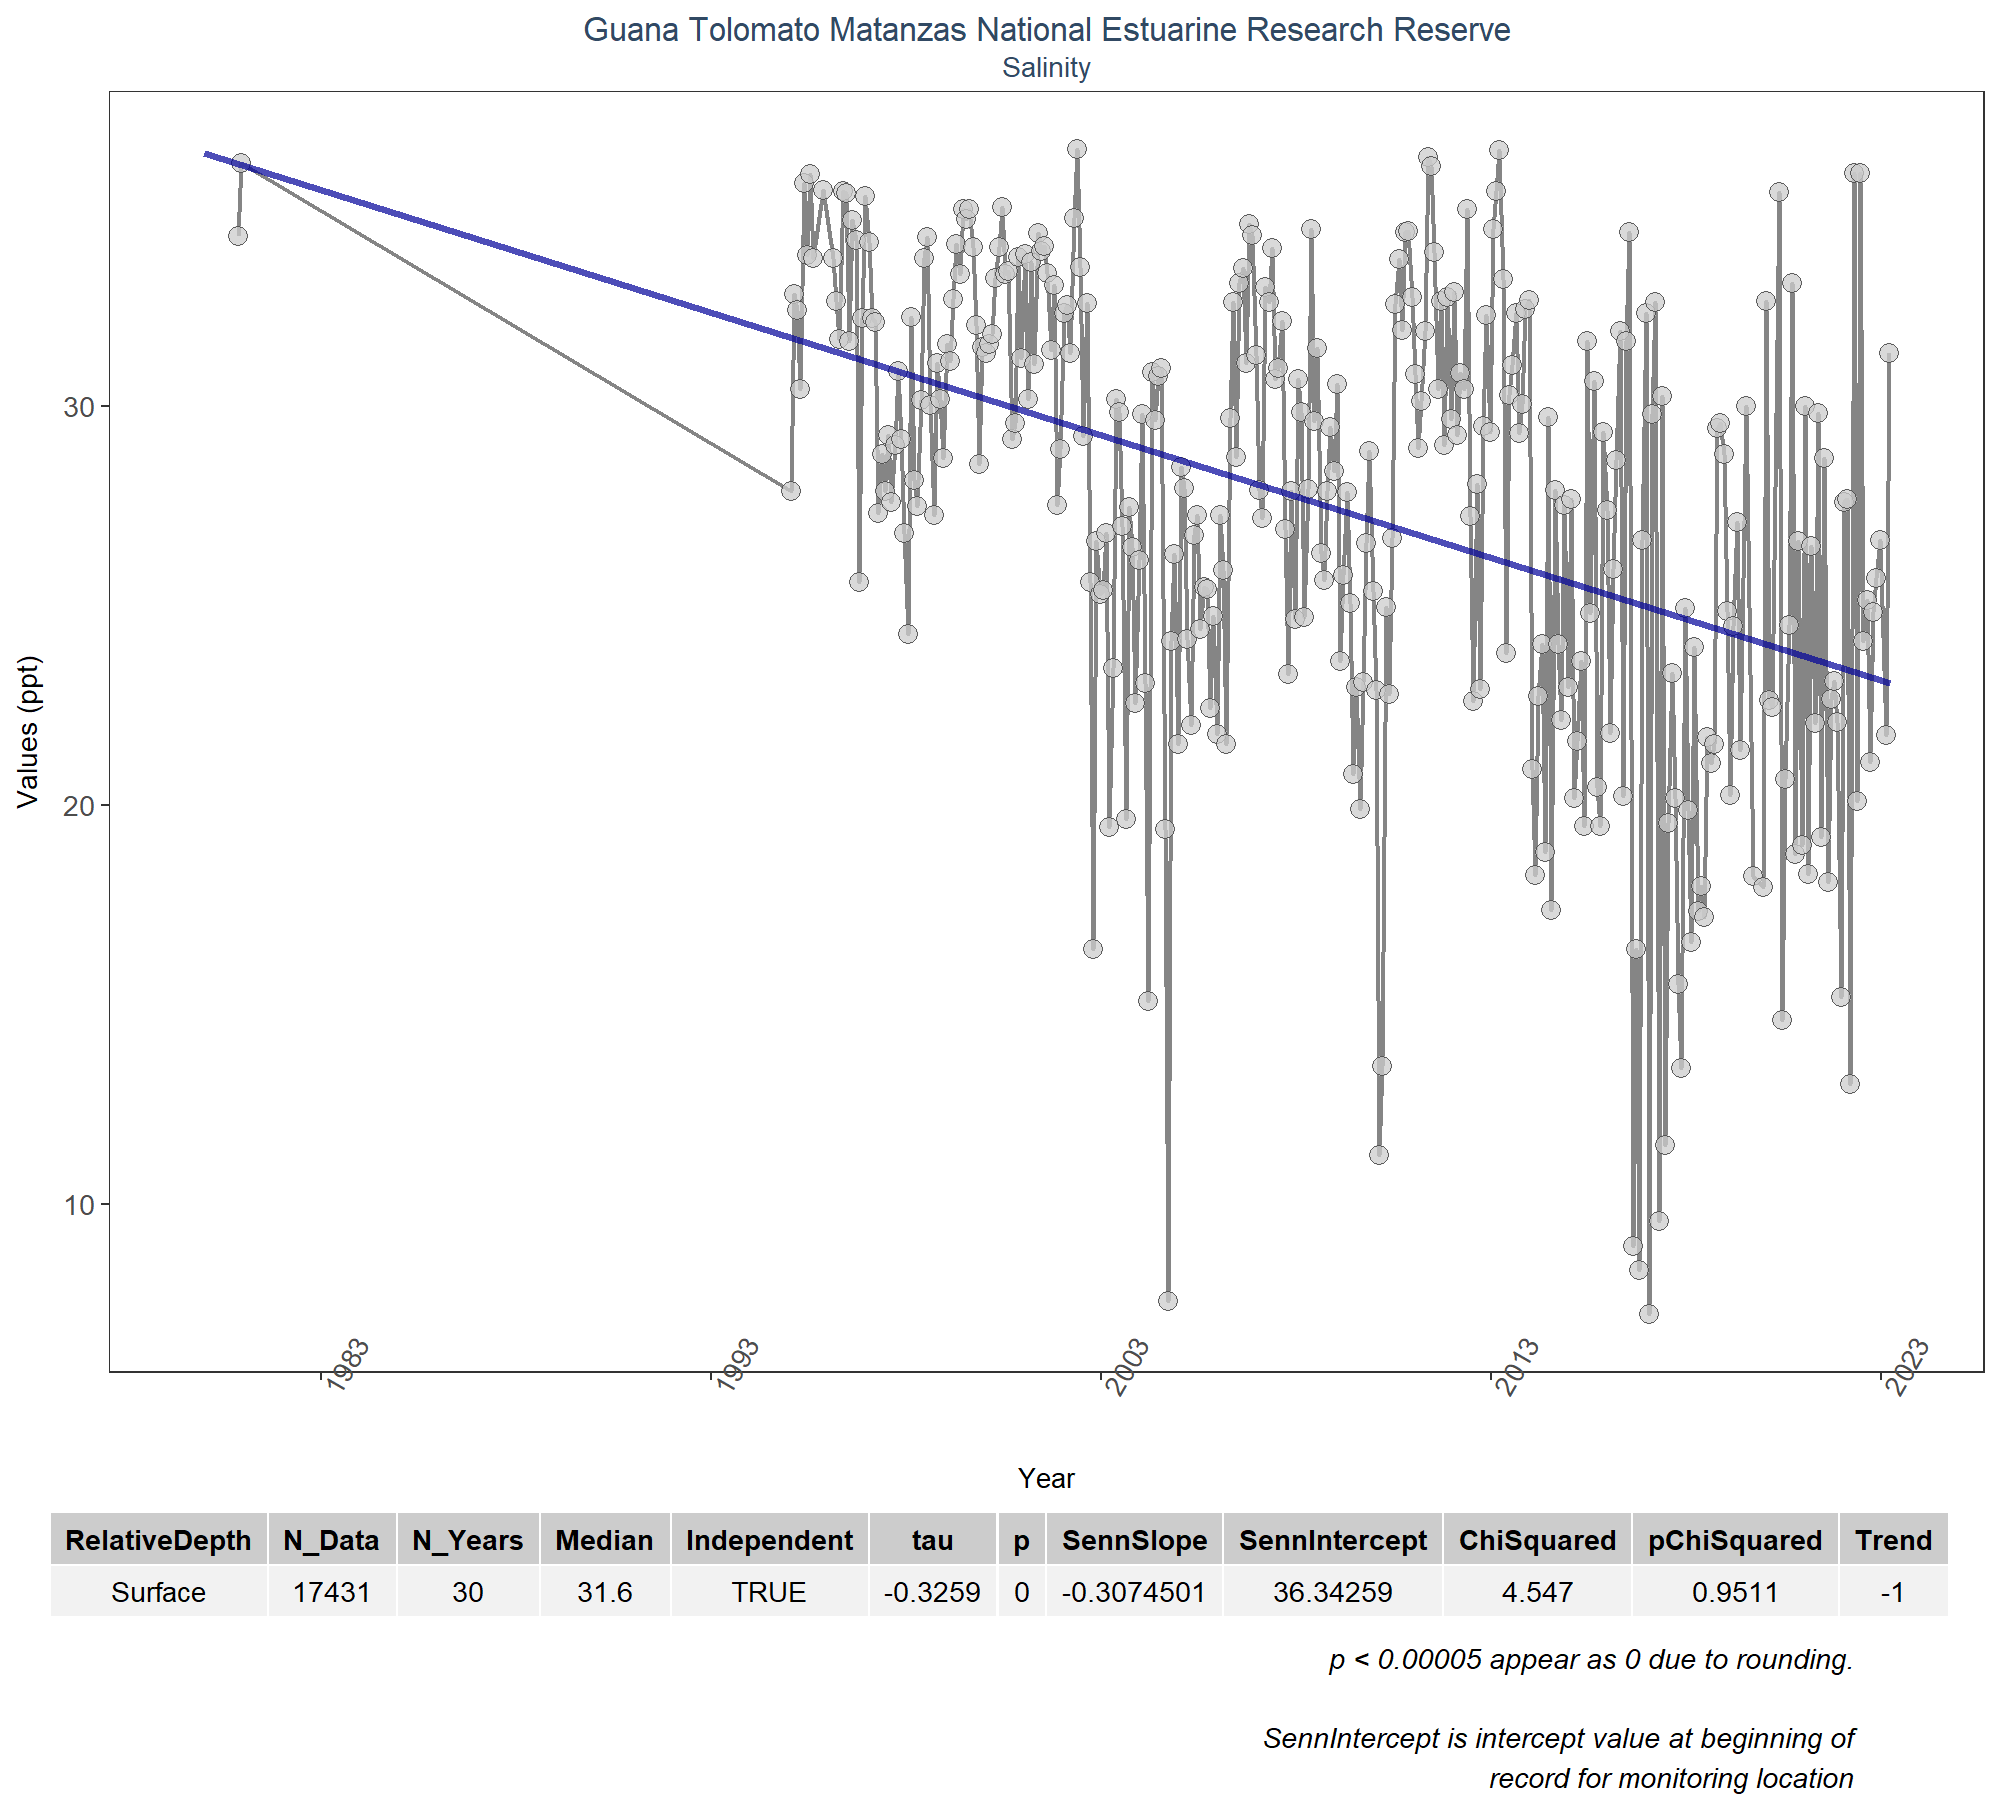 Guana Tolomato Matanzas National Estuarine Research Reserve
Salinity
Values (ppt)
30
20
10
1983
1993
2003
2013
2023
Year
RelativeDepth N_Data N_Years Median Independent tau p SennSlope SennIntercept ChiSquared pChiSquared Trend
Surface 17431 30 31.6 TRUE -0.3259 0 -0.3074501 36.34259 4.547 0.9511 -1
p < 0.00005 appear as 0 due to rounding.
SennIntercept is intercept value at beginning of
record for monitoring location